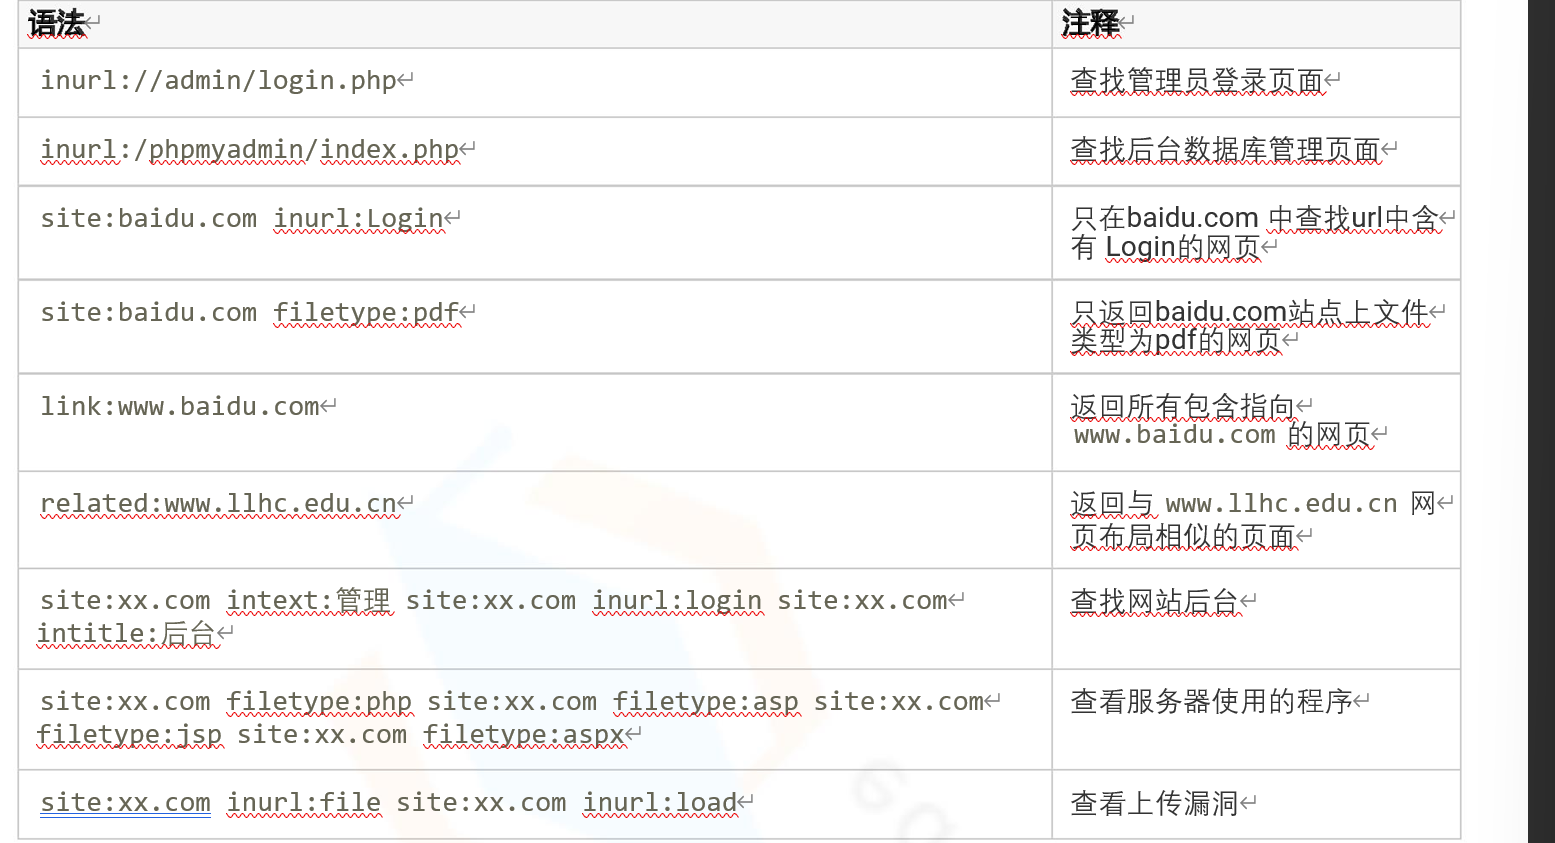 语法 注释
inurl://admin/login.php 查找管理员登录页面
inurl:/phpmyadmin/index.php 查找后台数据库管理页面
site:baidu.com inurl:Login 只在baidu.com 中查找url中含
有 Login的网页
site:baidu.com filetype:pdf 只返回baidu.com站点上文件
类型为pdf的网页
link:www.baidu.com 返回所有包含指向
www.baidu.com 的网页
related:www.llhc.edu.cn 返回与 www.llhc.edu.cn 网
页布局相似的页面
site:xx.com intext:管理 site:xx.com inurl:login site:xx.com 查找网站后台
intitle:后台
site:xx.com filetype:php site:xx.com filetype:asp site:xx.com 查看服务器使用的程序
filetype:jsp site:xx.com filetype:aspx
site:xx.com inurl:file site:xx.com inurl:load 查看上传漏洞